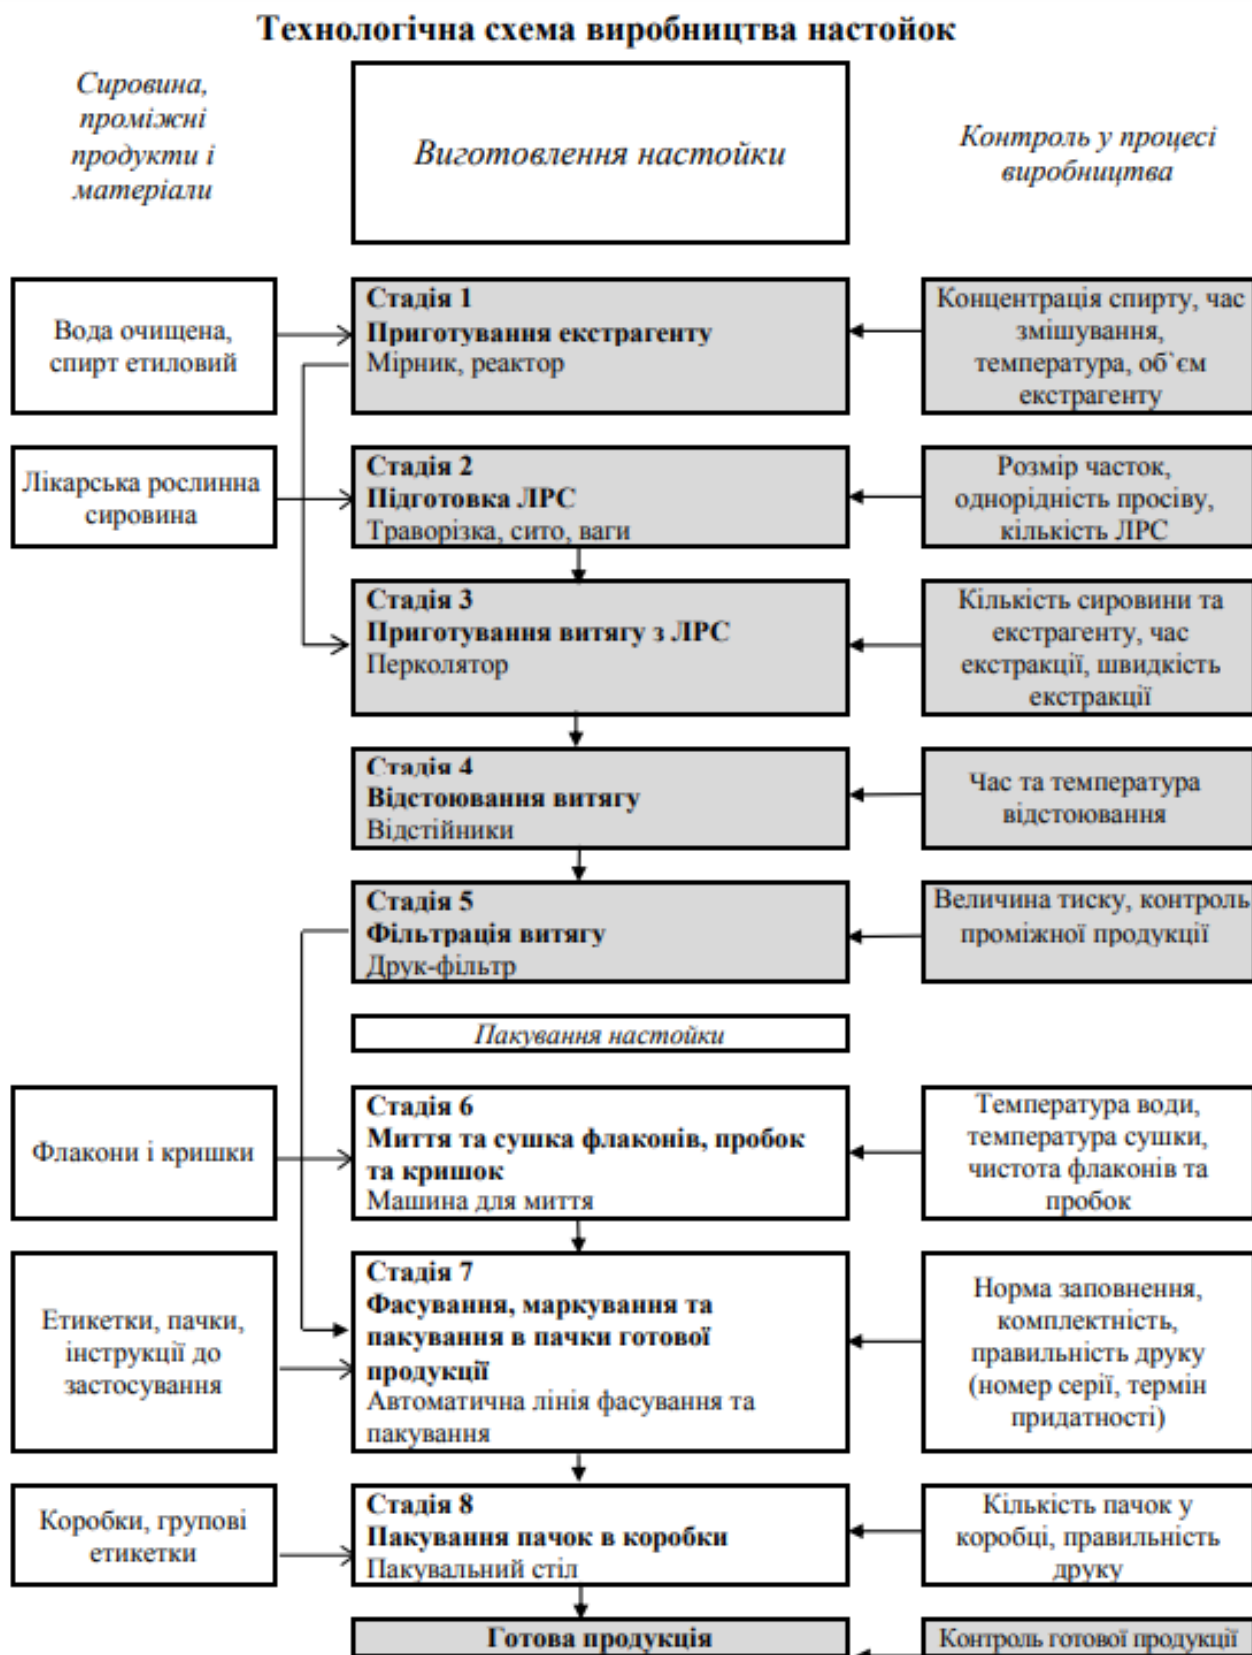 Технологічна схема виробництва настойок
Сировина,
проміжні
продукти і
матеріали
Виготовлення настойки
Контроль у процесі
виробництва
Вода очищена,
спирт етиловий
Стадія 1
Приготування екстрагенту
Мірник, реактор
Концентрація спирту, час
змішування,
температура, об`єм
екстрагенту
Лікарська рослинна
сировина
Стадія 2
Підготовка ЛРС
Траворізка, сито, ваги
Розмір часток,
однорідність просіву,
кількість ЛРС
Стадія 3
Приготування витягу з ЛРС
Перколятор
Кількість сировини та
екстрагенту, час
екстракції, швидкість
екстракції
Стадія 4
Відстоювання витягу
Відстійники
Час та температура
відстоювання
Стадія 5
Фільтрація витягу
Друк-фільтр
Величина тиску, контроль
проміжної продукції
Пакування настойки
Флакони і кришки
Стадія 6
Миття та сушка флаконів, пробок
та кришок
Машина для миття
Температура води,
температура сушки,
чистота флаконів та
пробок
Етикетки, пачки,
інструкції до
застосування
Стадія 7
Фасування, маркування та
пакування в пачки готової
продукції
Автоматична лінія фасування та
пакування
Норма заповнення,
комплектність,
правильність друку
(номер серії, термін
придатності)
Коробки, групові
етикетки
Стадія 8
Пакування пачок в коробки
Пакувальний стіл
Кількість пачок у
коробці, правильність
друку
Готова продукція
Контроль готової продукції